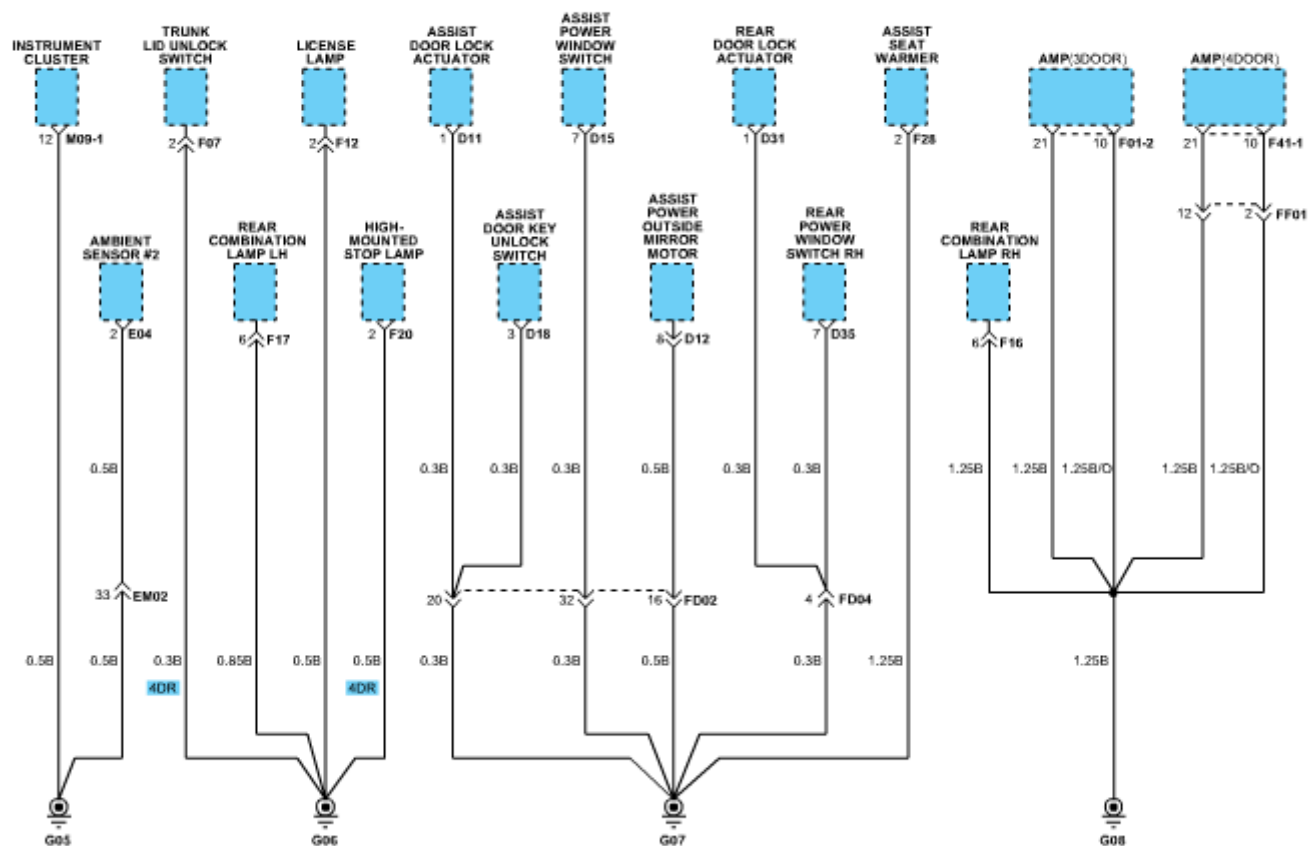 INSTRUMENT
CLUSTER
TRUNK
LID UNLOCK
SWITCH
LICENSE
LAMP
ASSIST
DOOR LOCK
ACTUATOR
ASSIST
POWER
WINDOW
SWITCH
REAR
DOOR LOCK
ACTUATOR
ASSIST
SEAT
WARMER
AMP(3DOOR)
AMP(4DOOR)
12 M09-1
2 F07
2 F12
1 D11
7 D15
1 D31
2 F28
21 10 F01-2
21 10 F41-1
12 2 FF01
AMBIENT
SENSOR #2
REAR
COMBINATION
LAMP LH
HIGH-
MOUNTED
STOP LAMP
ASSIST
DOOR KEY
UNLOCK
SWITCH
ASSIST
POWER
OUTSIDE
MIRROR
MOTOR
REAR
POWER
WINDOW
SWITCH RH
REAR
COMBINATION
LAMP RH
2 E04
6 F17
2 F20
3 D18
8 D12
7 D35
6 F16
0.5B 0.3B 0.3B 0.3B 0.5B 0.3B 0.3B 1.25B 1.25B 1.25B/O 1.25B 1.25B/O
33 EM02
20 32 16 FD02
4 FD04
0.5B 0.5B 0.3B 0.85B 0.5B 0.5B 0.3B 0.3B 0.5B 0.3B 1.25B 1.25B
4DR 4DR
G05 G06 G07 G08